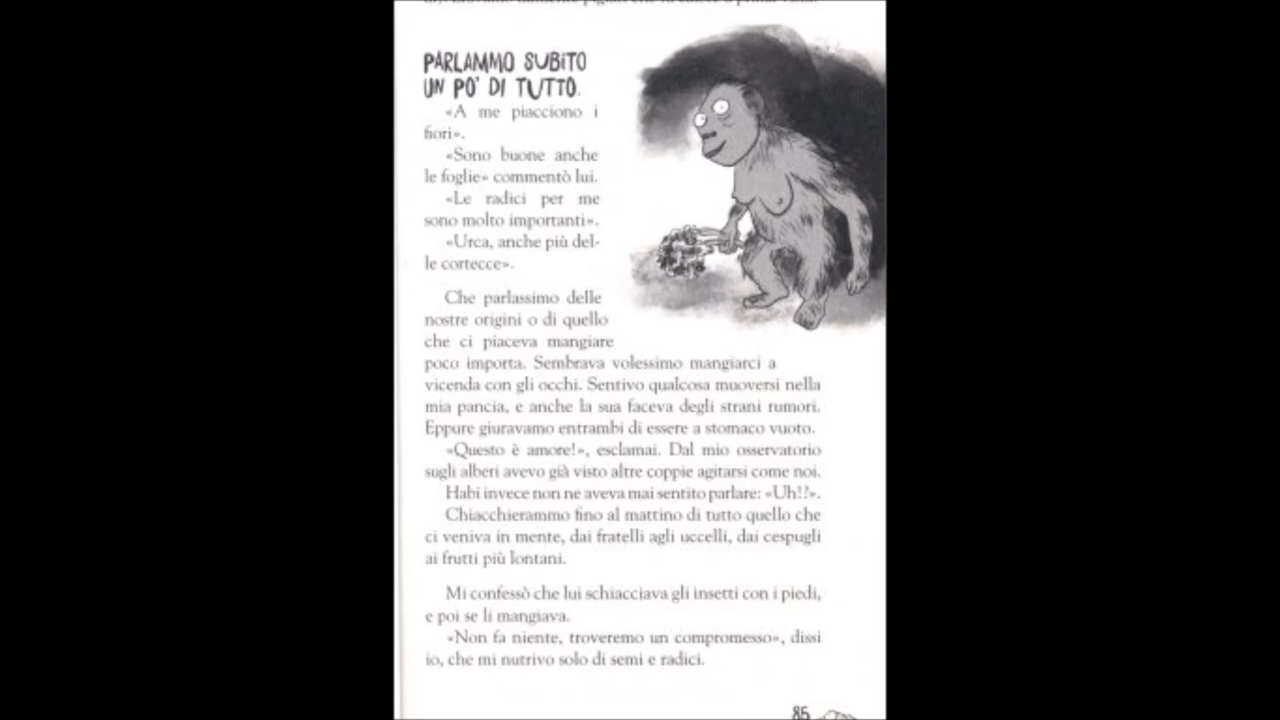 PARLAMMO SUBITO
UN PO' DI TUTTO.
«A me piacciono i
fiori».
«Sono buone anche
le foglie» commentò lui.
«Le radici per me
sono molto importanti».
«Urca, anche più del-
le cortecce».
Che parlassimo delle
nostre origini o di quello
che ci piaceva mangiare
poco importa. Sembrava volessimo mangiarci a
vicenda con gli occhi. Sentivo qualcosa muoversi nella
mia pancia, e anche la sua faceva degli strani rumori.
Eppure giuravamo entrambi di essere a stomaco vuoto.
«Questo è amore!», esclamai. Dal mio osservatorio
sugli alberi avevo già visto altre coppie agitarsi come noi.
Habi invece non ne aveva mai sentito parlare: «Uh!?».
Chiacchierammo fino al mattino di tutto quello che
ci veniva in mente, dai fratelli agli uccelli, dai cespugli
ai frutti più lontani.
Mi confessò che lui schiacciava gli insetti con i piedi,
e poi se li mangiava.
«Non fa niente, troveremo un compromesso», dissi
io, che mi nutrivo solo di semi e radici.
85